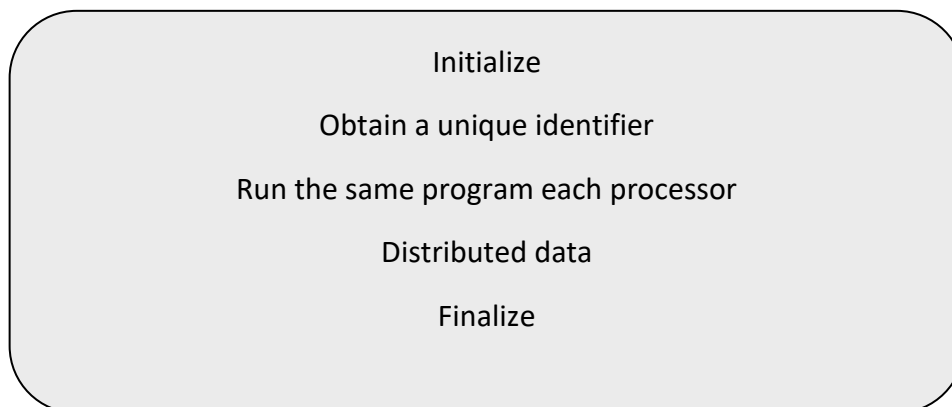 Initialize
Obtain a unique identifier
Run the same program each processor
Distributed data
Finalize